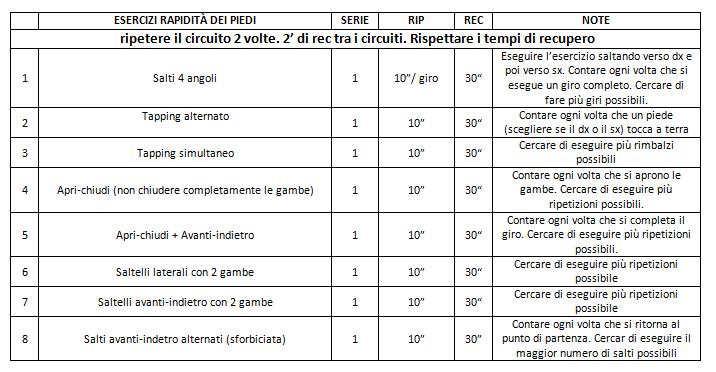 ESERCIZI RAPIDITÀ DEI PIEDI SERIE RIP REC NOTE
ripetere il circuito 2 volte. 2’ di rec tra i circuiti. Rispettare i tempi di recupero
1 Salti 4 angoli 1 10”/ giro 30“ Eseguire l’esercizio saltando verso dx e
poi verso sx. Contare ogni volta che si
esegue un giro completo. Cercare di
fare più giri possibili.
2 Tapping alternato 1 10” 30“ Contare ogni volta che un piede
(scegliere se il dx o il sx) tocca a terra
3 Tapping simultaneo 1 10” 30“ Cercare di eseguire più rimbalzi
possibili
4 Apri-chiudi (non chiudere completamente le gambe) 1 10” 30“ Contare ogni volta che si aprono le
gambe. Cercare di eseguire più
ripetizioni possibili.
5 Apri-chiudi + Avanti-indietro 1 10” 30“ Contare ogni volta che si completa il
giro. Cercare di eseguire più ripetizioni
possibili.
6 Saltelli laterali con 2 gambe 1 10” 30“ Cercare di eseguire più ripetizioni
possibile
7 Saltelli avanti-indietro con 2 gambe 1 10” 30“ Cercare di eseguire più ripetizioni
possibile
8 Salti avanti-indetro alternati (sforbiciata) 1 10” 30” Contare ogni volta che si ritorna al
punto di partenza. Cercar di eseguire il
maggior numero di salti possibili